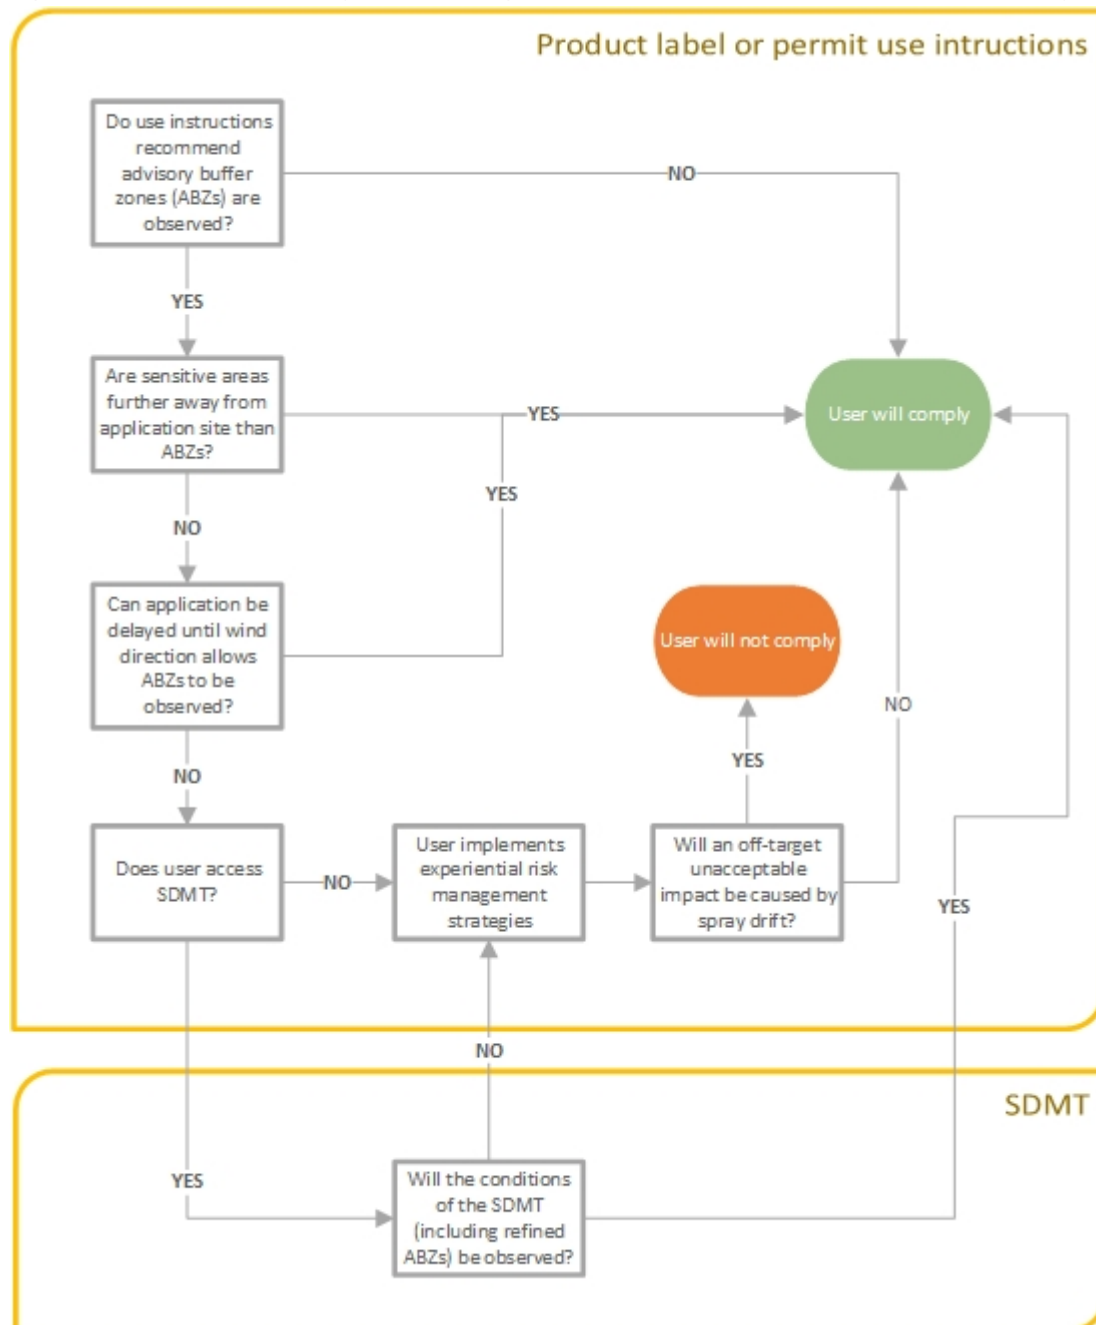 Product label or permit use intructions
Do use instructions
recommend
advisory buffer
zones (ABZs) are
observed?
NO
YES
Are sensitive areas
further away from
application site than
ABZs?
YES
User will comply
YES
NO
Can application be
delayed until wind
direction allows
ABZs to be
observed?
User will not comply
NO
YES
NO
Does user access
SDMT?
NO
User implements
experiential risk
management
strategies
Will an off-target
unacceptable
impact be caused by
spray drift?
YES
NO
SDMT
YES
Will the conditions
of the SDMT
(including refined
ABZs) be observed?